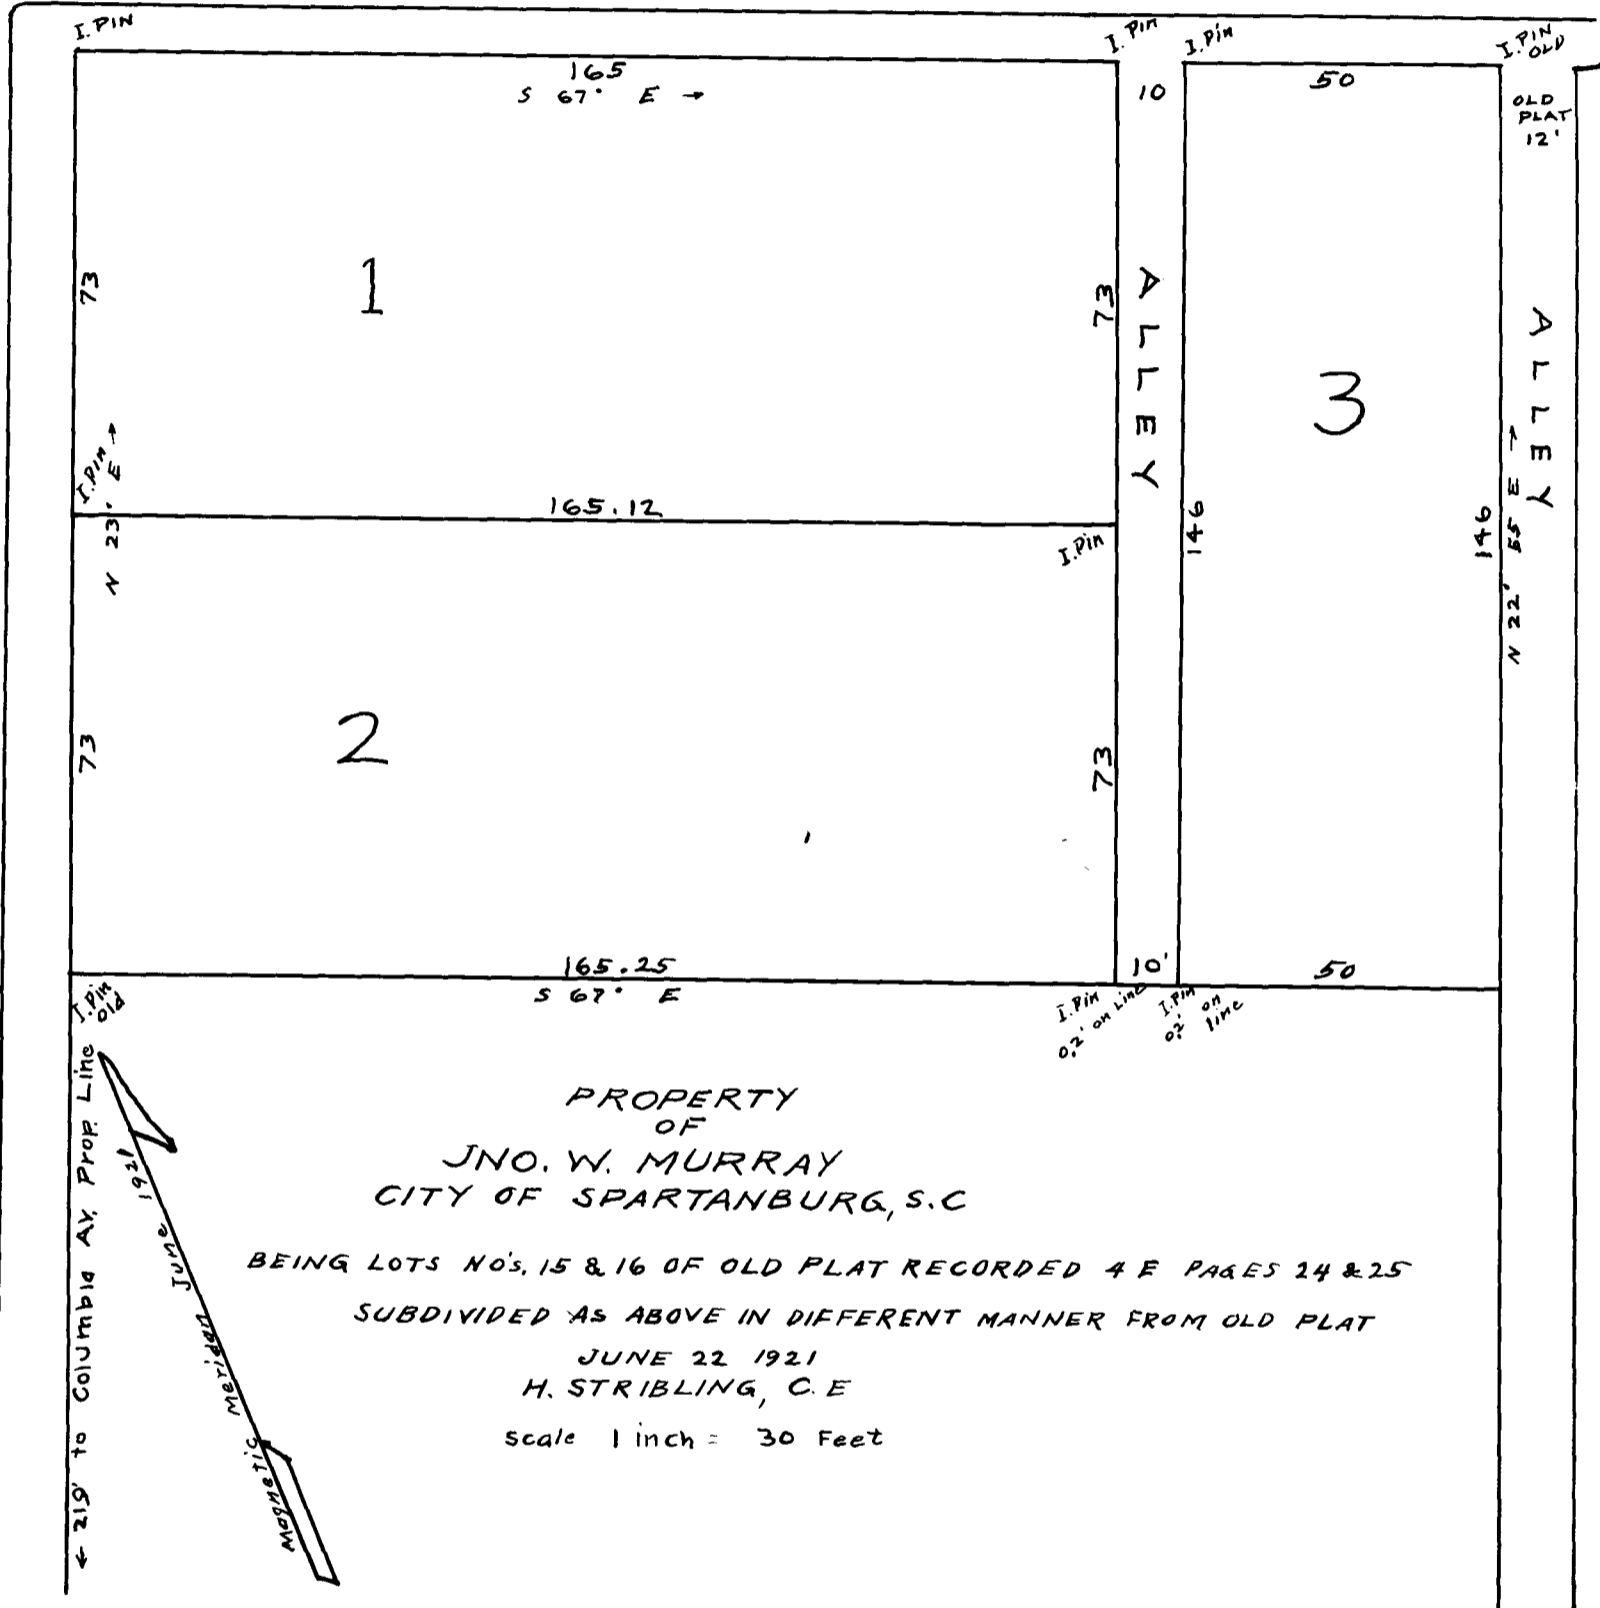 I. PIN
I. Pin
I. Pin
I. PIN
OLD
165
S 67° E →
10
50
OLD
PLAT
12'
73
1
73
ALLEY
3
ALLEY
I. Pin
N 23° E →
165.12
I. Pin
146
146
N 22° 55 E →
73
2
73
165.25
S 67° E
10'
50
I. Pin
old
I. Pin
0.2' on Line
I. Pin
0.2' on
line
← 219' to Columbia AV. Prop. Line
Magnetic Meridan June 1921
PROPERTY
OF
JNO. W. MURRAY
CITY OF SPARTANBURG, S.C
BEING LOTS NO'S. 15 & 16 OF OLD PLAT RECORDED 4 E PAGES 24 & 25
SUBDIVIDED AS ABOVE IN DIFFERENT MANNER FROM OLD PLAT
JUNE 22 1921
H. STRIBLING, C. E
scale 1 inch = 30 Feet